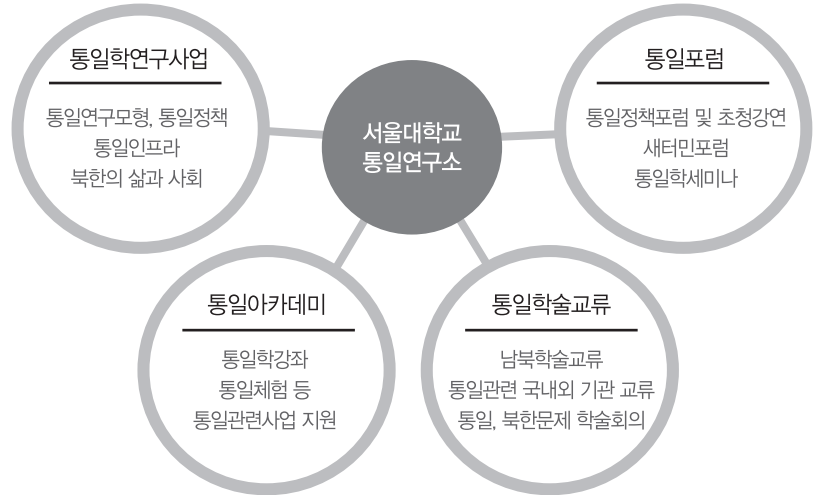 통일학연구사업
통일연구모형, 통일정책
통일인프라
북한의 삶과 사회
서울대학교
통일연구소
통일포럼
통일정책포럼 및 초청강연
새터민포럼
통일학세미나
통일아카데미
통일학강좌
통일체험 등
통일관련사업 지원
통일학술교류
남북학술교류
통일관련 국내외 기관 교류
통일, 북한문제 학술회의